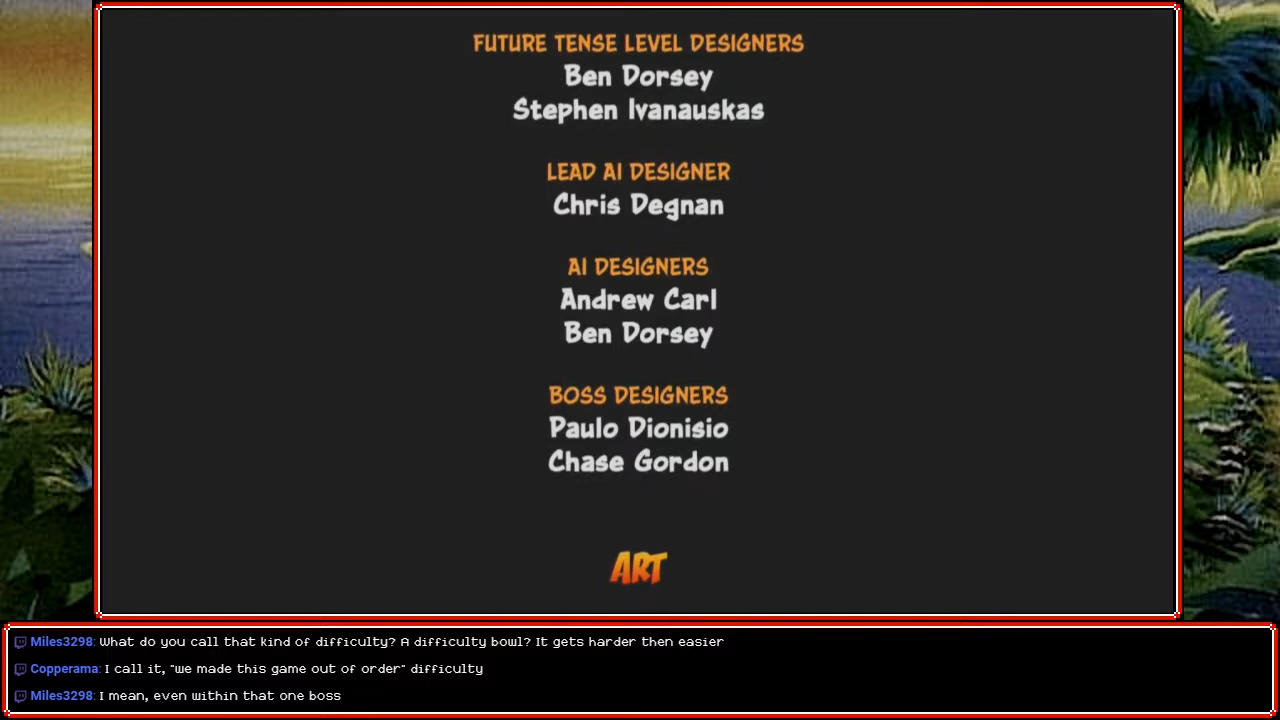 FUTURE TENSE LEVEL DESIGNERS
Ben Dorsey
Stephen Ivanauskas
LEAD AI DESIGNER
Chris Degnan
AI DESIGNERS
Andrew Carl
Ben Dorsey
BOSS DESIGNERS
Paulo Dionisio
Chase Gordon
ART
Miles3298: What do you call that kind of difficulty? A difficulty bowl? It gets harder then easier
Copperama: I call it, "we made this game out of order" difficulty
Miles3298: I mean, even within that one boss